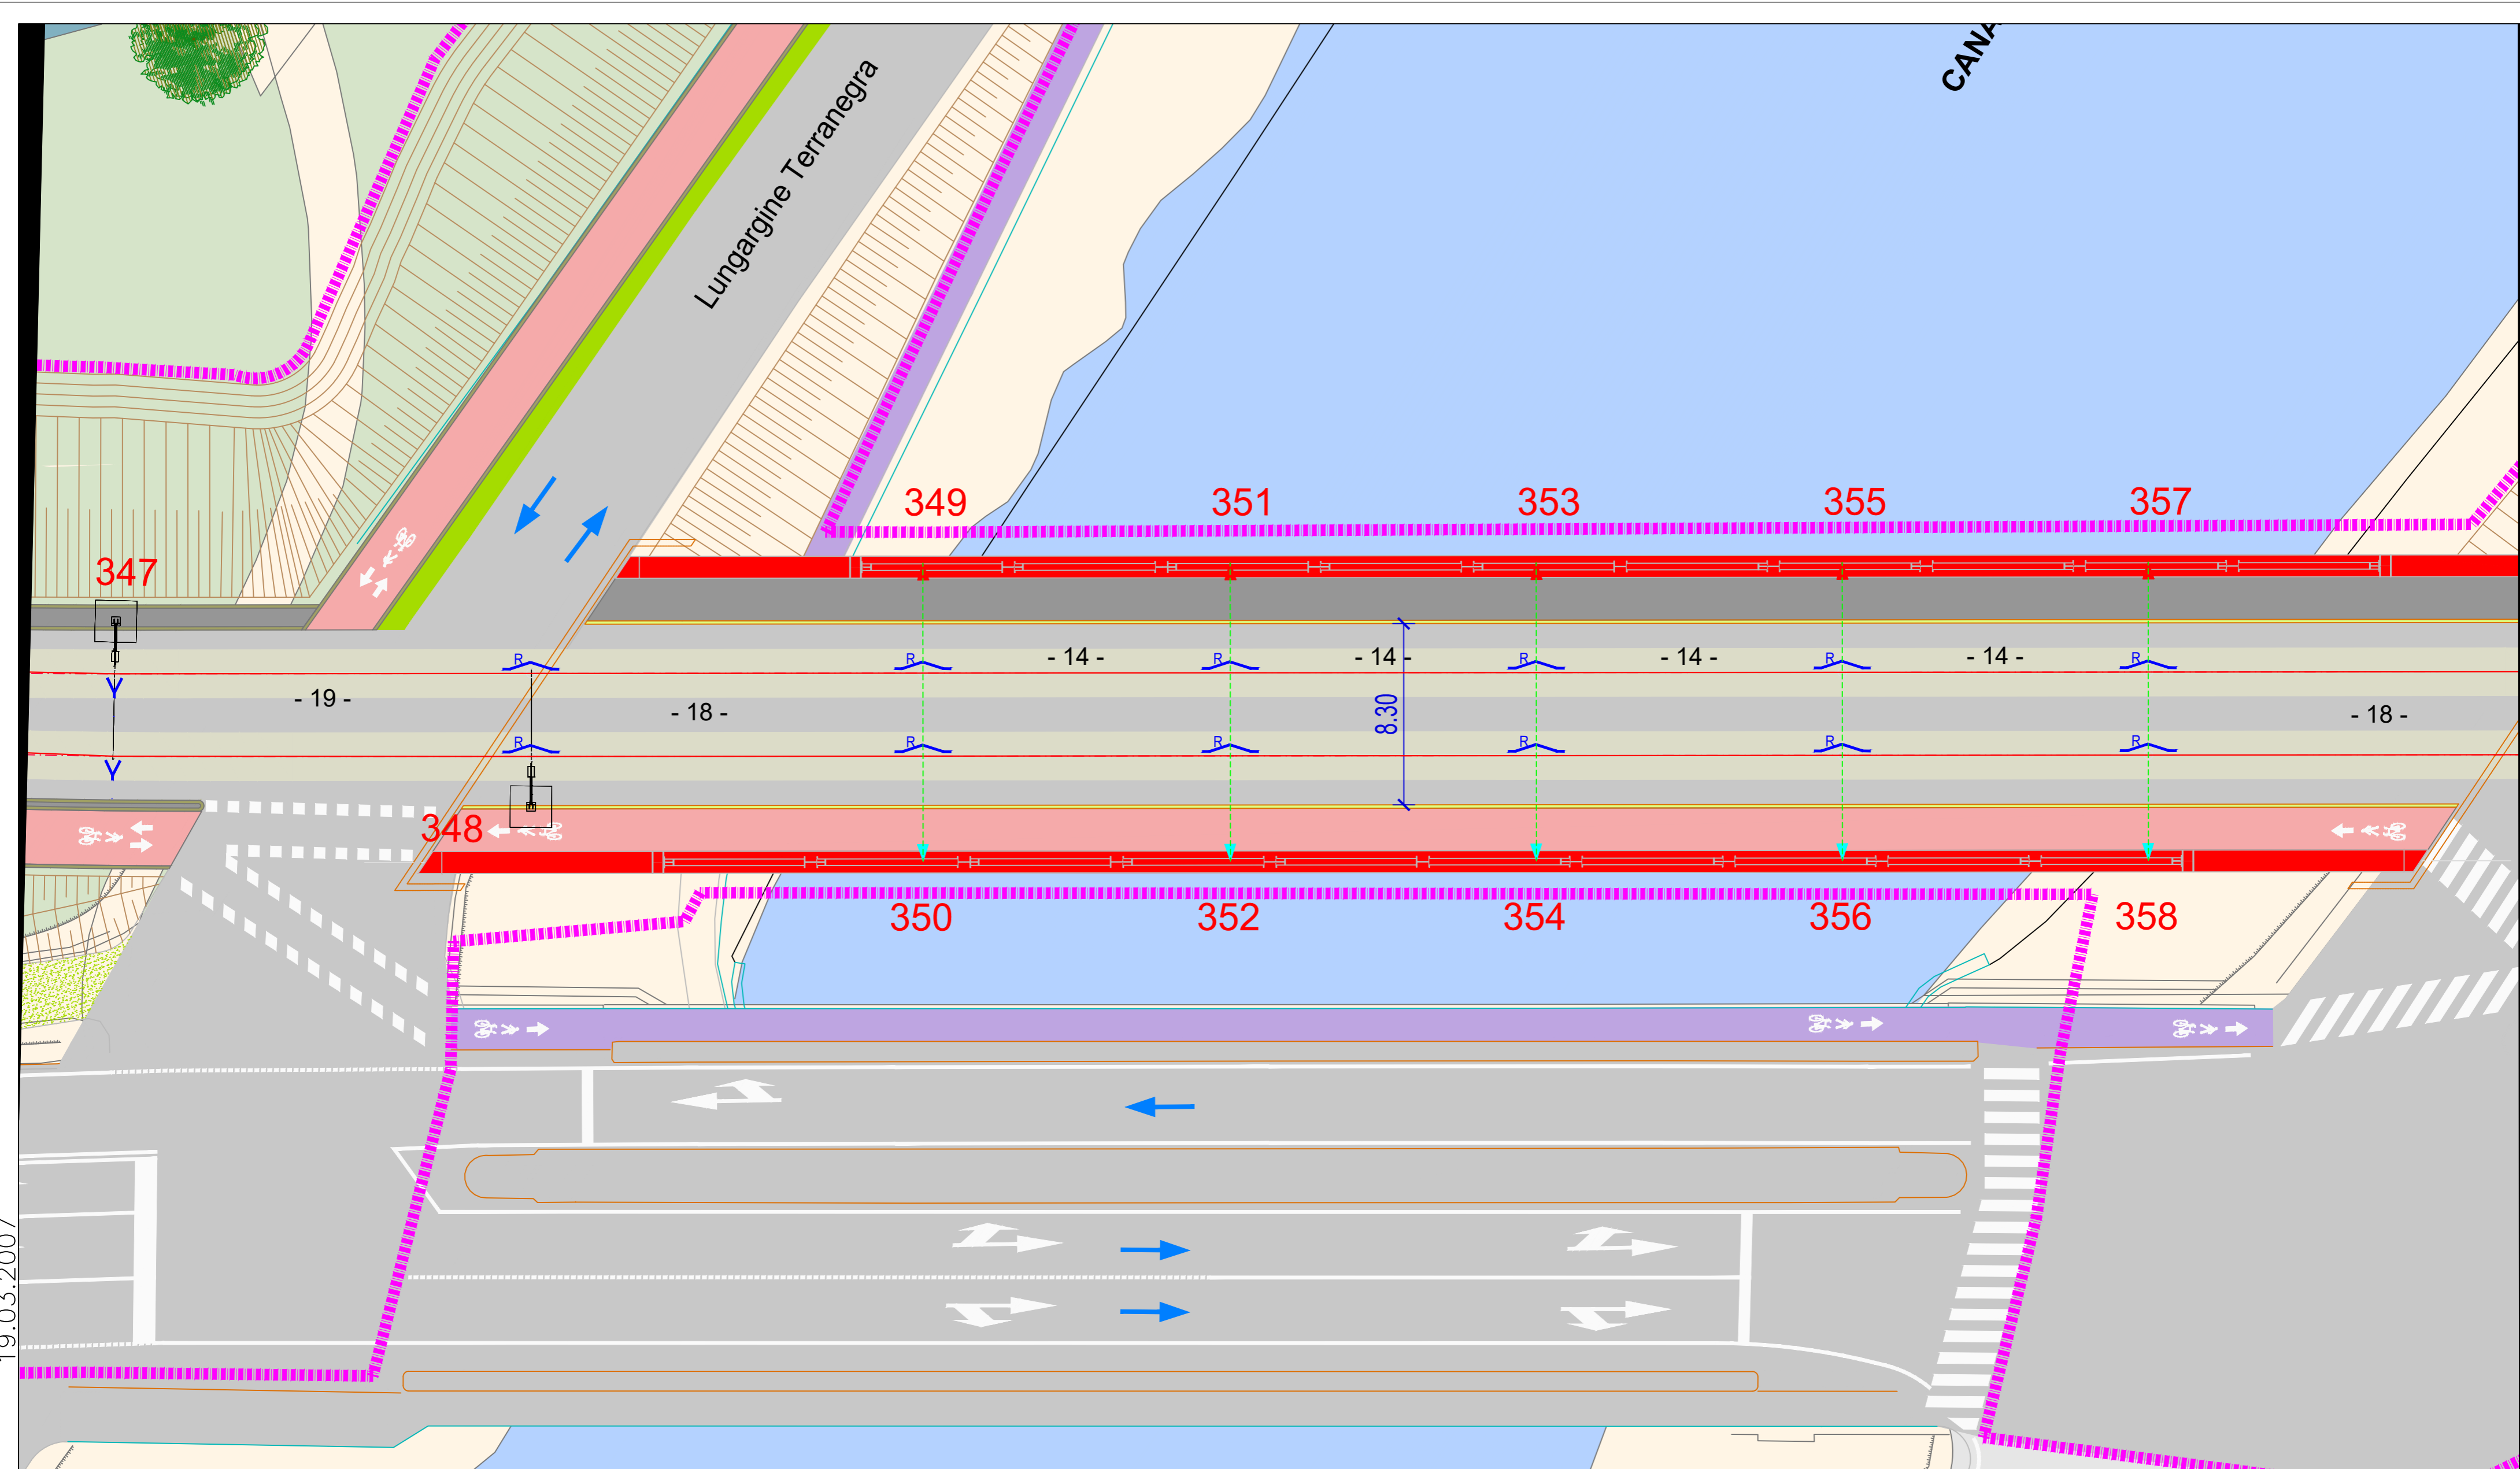 CANA
Lungargine Terranegra
349
351
353
355
357
347
R
R
R
R
R
R
- 14 -
- 14 -
- 14 -
- 14 -
- 19 -
- 18 -
8.30
- 18 -
R
R
R
R
R
R
348
350
352
354
356
358
19.03.2007